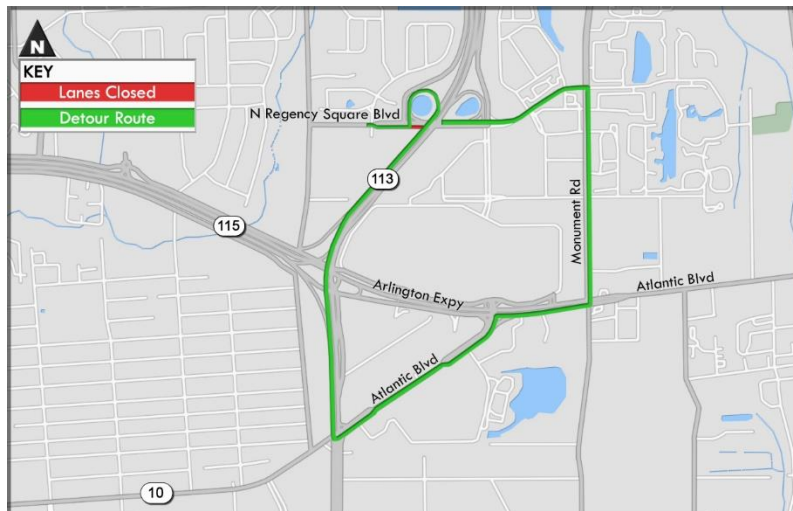 N
KEY
Lanes Closed
Detour Route
N Regency Square Blvd
113
115
Monument Rd
Arlington Expy
Atlantic Blvd
Atlantic Blvd
10